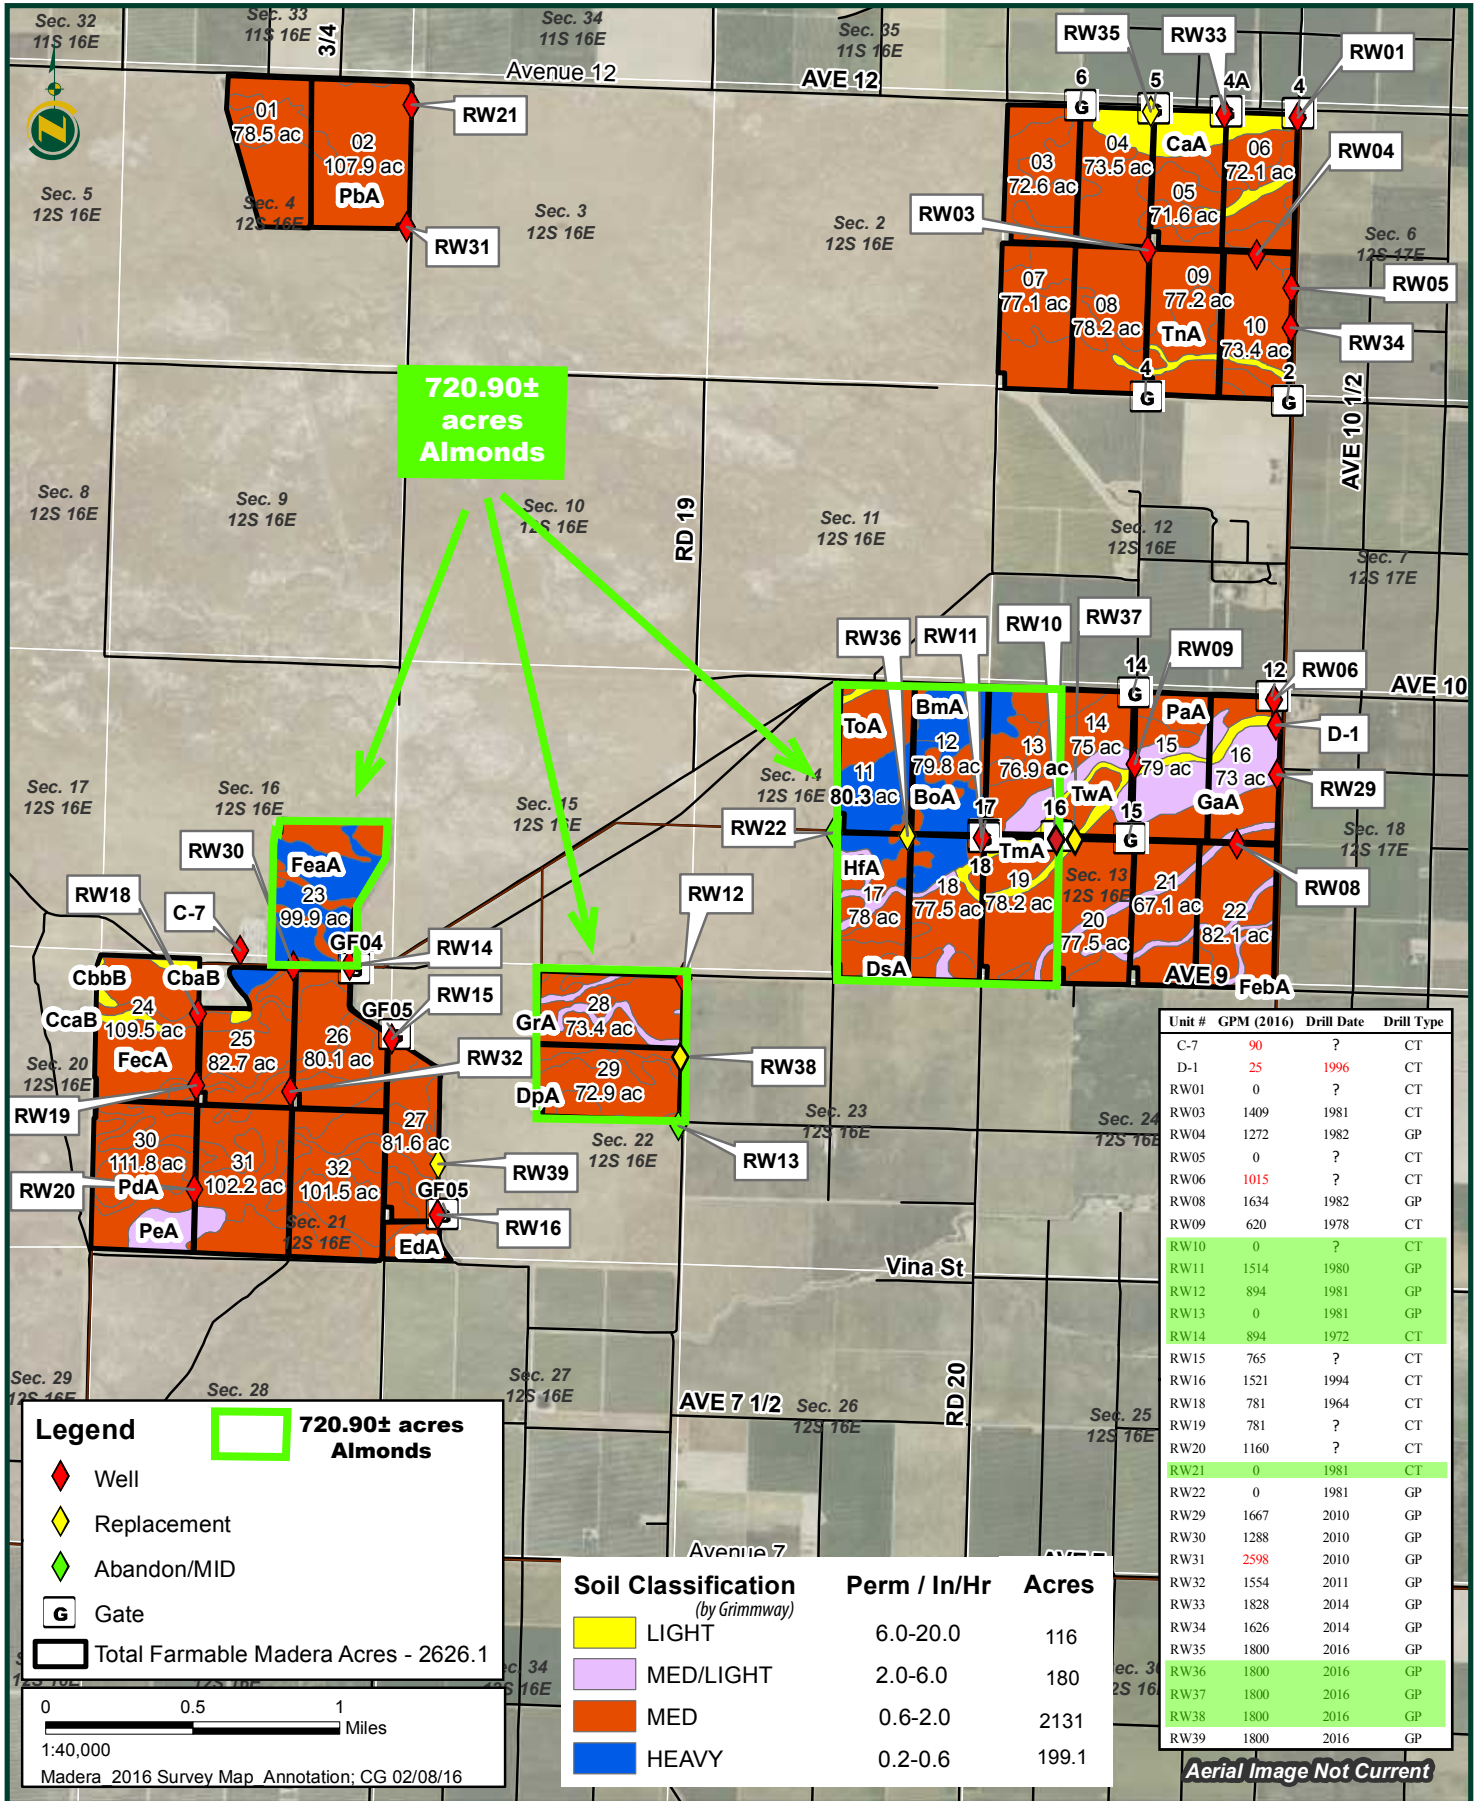 Sec. 32
11S 16E
Sec. 33
11S 16E
3/4
Sec. 34
11S 16E
Sec. 35
11S 16E
Avenue 12
AVE 12
RW35
RW33
RW01
6
5
4A
4
G
G
G
G
N
01
78.5 ac
02
107.9 ac
PbA
RW21
RW31
03
72.6 ac
04
73.5 ac
CaA
05
71.6 ac
06
72.1 ac
RW04
RW03
Sec. 5
12S 16E
Sec. 4
12S 16E
Sec. 3
12S 16E
Sec. 2
12S 16E
Sec. 6
12S 17E
07
77.1 ac
08
78.2 ac
09
77.2 ac
TnA
10
73.4 ac
RW05
RW34
4
G
2
G
AVE 10 1/2
720.90±
acres
Almonds
Sec. 8
12S 16E
Sec. 9
12S 16E
Sec. 10
12S 16E
RD 19
Sec. 11
12S 16E
Sec. 12
12S 16E
Sec. 7
12S 17E
RW36
RW11
RW10
RW37
RW09
RW06
AVE 10
D-1
RW29
14
G
12
ToA
BmA
11
80.3 ac
12
79.8 ac
BoA
13
76.9 ac
14
75 ac
PaA
15
79 ac
16
73 ac
TwA
GaA
RW22
17
G
16
15
G
Sec. 17
12S 16E
Sec. 16
12S 16E
Sec. 15
12S 16E
Sec. 14
12S 16E
Sec. 13
12S 16E
Sec. 18
12S 17E
HfA
17
78 ac
18
18
77.5 ac
TmA
19
78.2 ac
20
77.5 ac
21
67.1 ac
22
82.1 ac
RW08
DsA
AVE 9
FebA
RW30
FeaA
23
99.9 ac
RW18
C-7
GF04
RW14
RW12
CbbB
CbaB
CcaB
24
109.5 ac
FecA
25
82.7 ac
26
80.1 ac
GF05
RW15
GrA
28
73.4 ac
RW38
29
72.9 ac
DpA
Sec. 20
12S 16E
RW19
RW32
27
81.6 ac
RW13
Sec. 22
12S 16E
Sec. 23
12S 16E
Sec. 24
12S 16E
30
111.8 ac
PdA
31
102.2 ac
32
101.5 ac
RW39
RW20
GF05
RW16
PeA
Sec. 21
12S 16E
EdA
Vina St
Sec. 29
12S 16E
Sec. 28
Sec. 27
12S 16E
AVE 7 1/2
Sec. 26
12S 16E
RD 20
Sec. 25
12S 16E
Avenue 7
Unit # GPM (2016) Drill Date Drill Type
C-7 90 ? CT
D-1 25 1996 CT
RW01 0 ? CT
RW03 1409 1981 CT
RW04 1272 1982 GP
RW05 0 ? CT
RW06 1015 ? CT
RW08 1634 1982 GP
RW09 620 1978 CT
RW10 0 ? CT
RW11 1514 1980 GP
RW12 894 1981 GP
RW13 0 1981 GP
RW14 894 1972 CT
RW15 765 ? CT
RW16 1521 1994 CT
RW18 781 1964 CT
RW19 781 ? CT
RW20 1160 ? CT
RW21 0 1981 CT
RW22 0 1981 GP
RW29 1667 2010 GP
RW30 1288 2010 GP
RW31 2598 2010 GP
RW32 1554 2011 GP
RW33 1828 2014 GP
RW34 1626 2014 GP
RW35 1800 2016 GP
RW36 1800 2016 GP
RW37 1800 2016 GP
RW38 1800 2016 GP
RW39 1800 2016 GP
Aerial Image Not Current
Legend
720.90± acres
Almonds
Well
Replacement
Abandon/MID
G Gate
Total Farmable Madera Acres - 2626.1
0 0.5 1
Miles
1:40,000
Madera_2016 Survey Map_Annotation; CG 02/08/16
Soil Classification Perm / In/Hr Acres
(by Grimmway)
LIGHT 6.0-20.0 116
MED/LIGHT 2.0-6.0 180
MED 0.6-2.0 2131
HEAVY 0.2-0.6 199.1